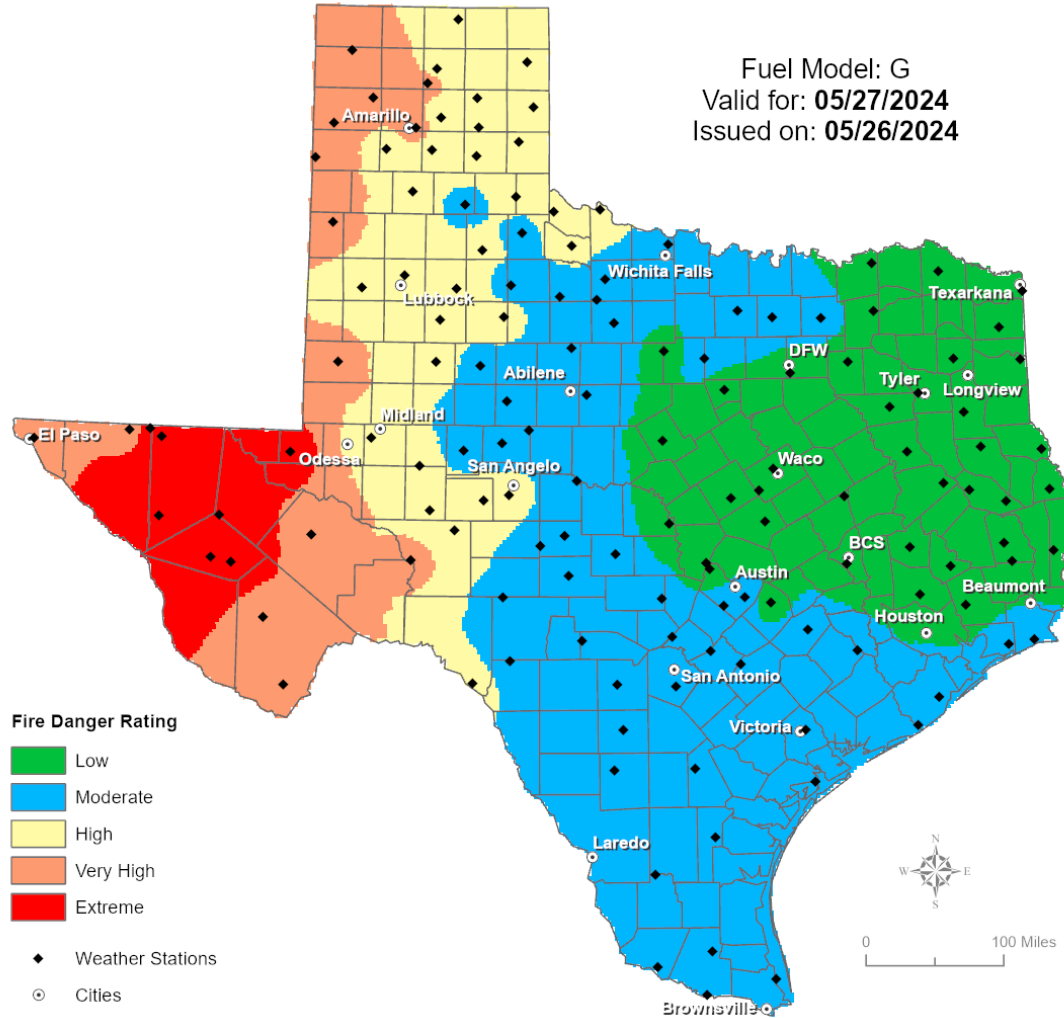 Fuel Model: G
Valid for: 05/27/2024
Issued on: 05/26/2024
Amarillo
Wichita Falls
Lubbock
Texarkana
DFW
Abilene
Tyler
Longview
Midland
El Paso
Odessa
San Angelo
Waco
BCS
Austin
Beaumont
Houston
San Antonio
Victoria
Laredo
Brownsville
Fire Danger Rating
Low
Moderate
High
Very High
Extreme
Weather Stations
Cities
N
W
E
S
0
100 Miles